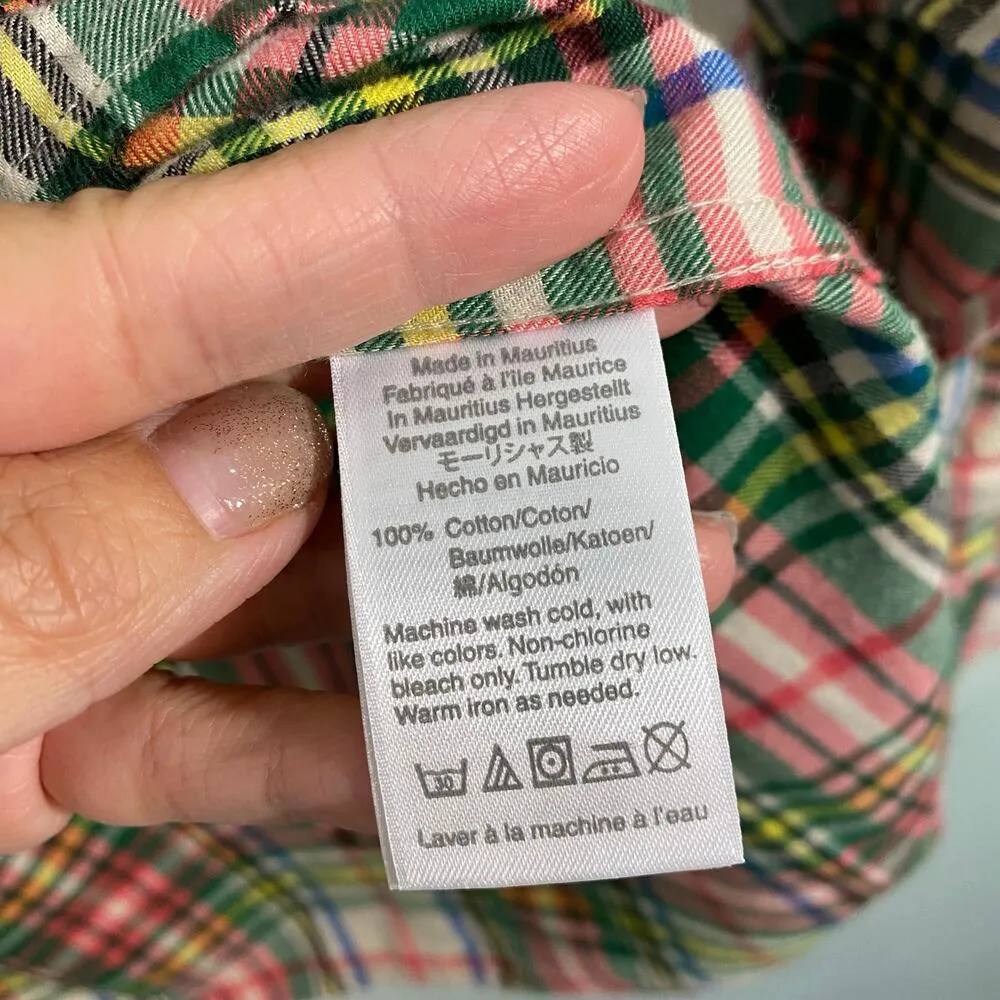 Made in Mauritius
Fabriqué à l'île Maurice
In Mauritius Hergestellt
Vervaardigd in Mauritius
モーリシャス製
Hecho en Mauricio
100% Cotton/Coton/
Baumwolle/Katoen/
綿/Algodón
Machine wash cold, with
like colors. Non-chlorine
bleach only. Tumble dry low.
Warm iron as needed.
30
Laver à la machine à l'eau